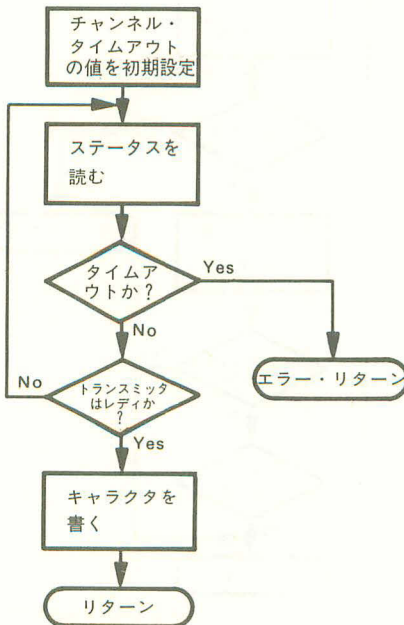 チャンネル・
タイムアウト
の値を初期設定
ステータスを
読む
タイムア
ウトか？
Yes
No
No
トランスミッタ
はレディか
？
エラー・リターン
Yes
キャラクタを
書く
リターン